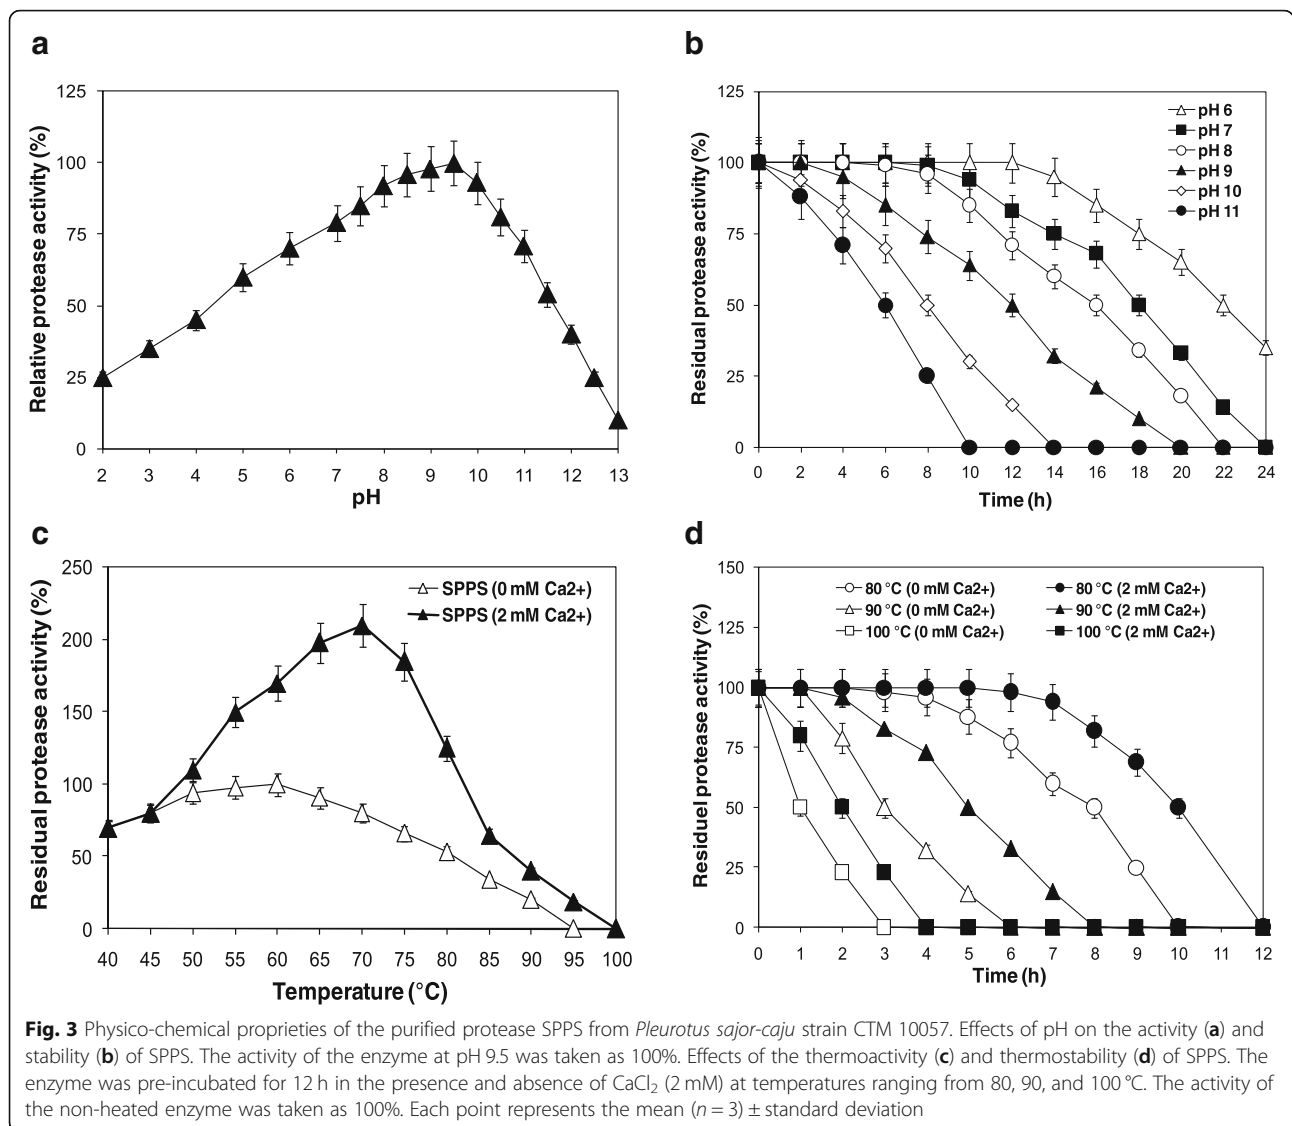 a
125
100
75
50
25
0
Relative protease activity (%)
2 3 4 5 6 7 8 9 10 11 12 13
pH
b
125
100
75
50
25
0
Residual protease activity (%)
pH 6
pH 7
pH 8
pH 9
pH 10
pH 11
0 2 4 6 8 10 12 14 16 18 20 22 24
Time (h)
c
250
200
150
100
50
0
Residual protease activity (%)
SPPS (0 mM Ca2+)
SPPS (2 mM Ca2+)
40 45 50 55 60 65 70 75 80 85 90 95 100
Temperature (°C)
d
150
125
100
75
50
25
0
Residuel protease activity (%)
80 °C (0 mM Ca2+) 80 °C (2 mM Ca2+)
90 °C (0 mM Ca2+) 90 °C (2 mM Ca2+)
100 °C (0 mM Ca2+) 100 °C (2 mM Ca2+)
0 1 2 3 4 5 6 7 8 9 10 11 12
Time (h)
Fig. 3 Physico-chemical proprieties of the purified protease SPPS from Pleurotus sajor-caju strain CTM 10057. Effects of pH on the activity (a) and
stability (b) of SPPS. The activity of the enzyme at pH 9.5 was taken as 100%. Effects of the thermoactivity (c) and thermostability (d) of SPPS. The
enzyme was pre-incubated for 12 h in the presence and absence of CaCl₂ (2 mM) at temperatures ranging from 80, 90, and 100 °C. The activity of
the non-heated enzyme was taken as 100%. Each point represents the mean (n = 3) ± standard deviation